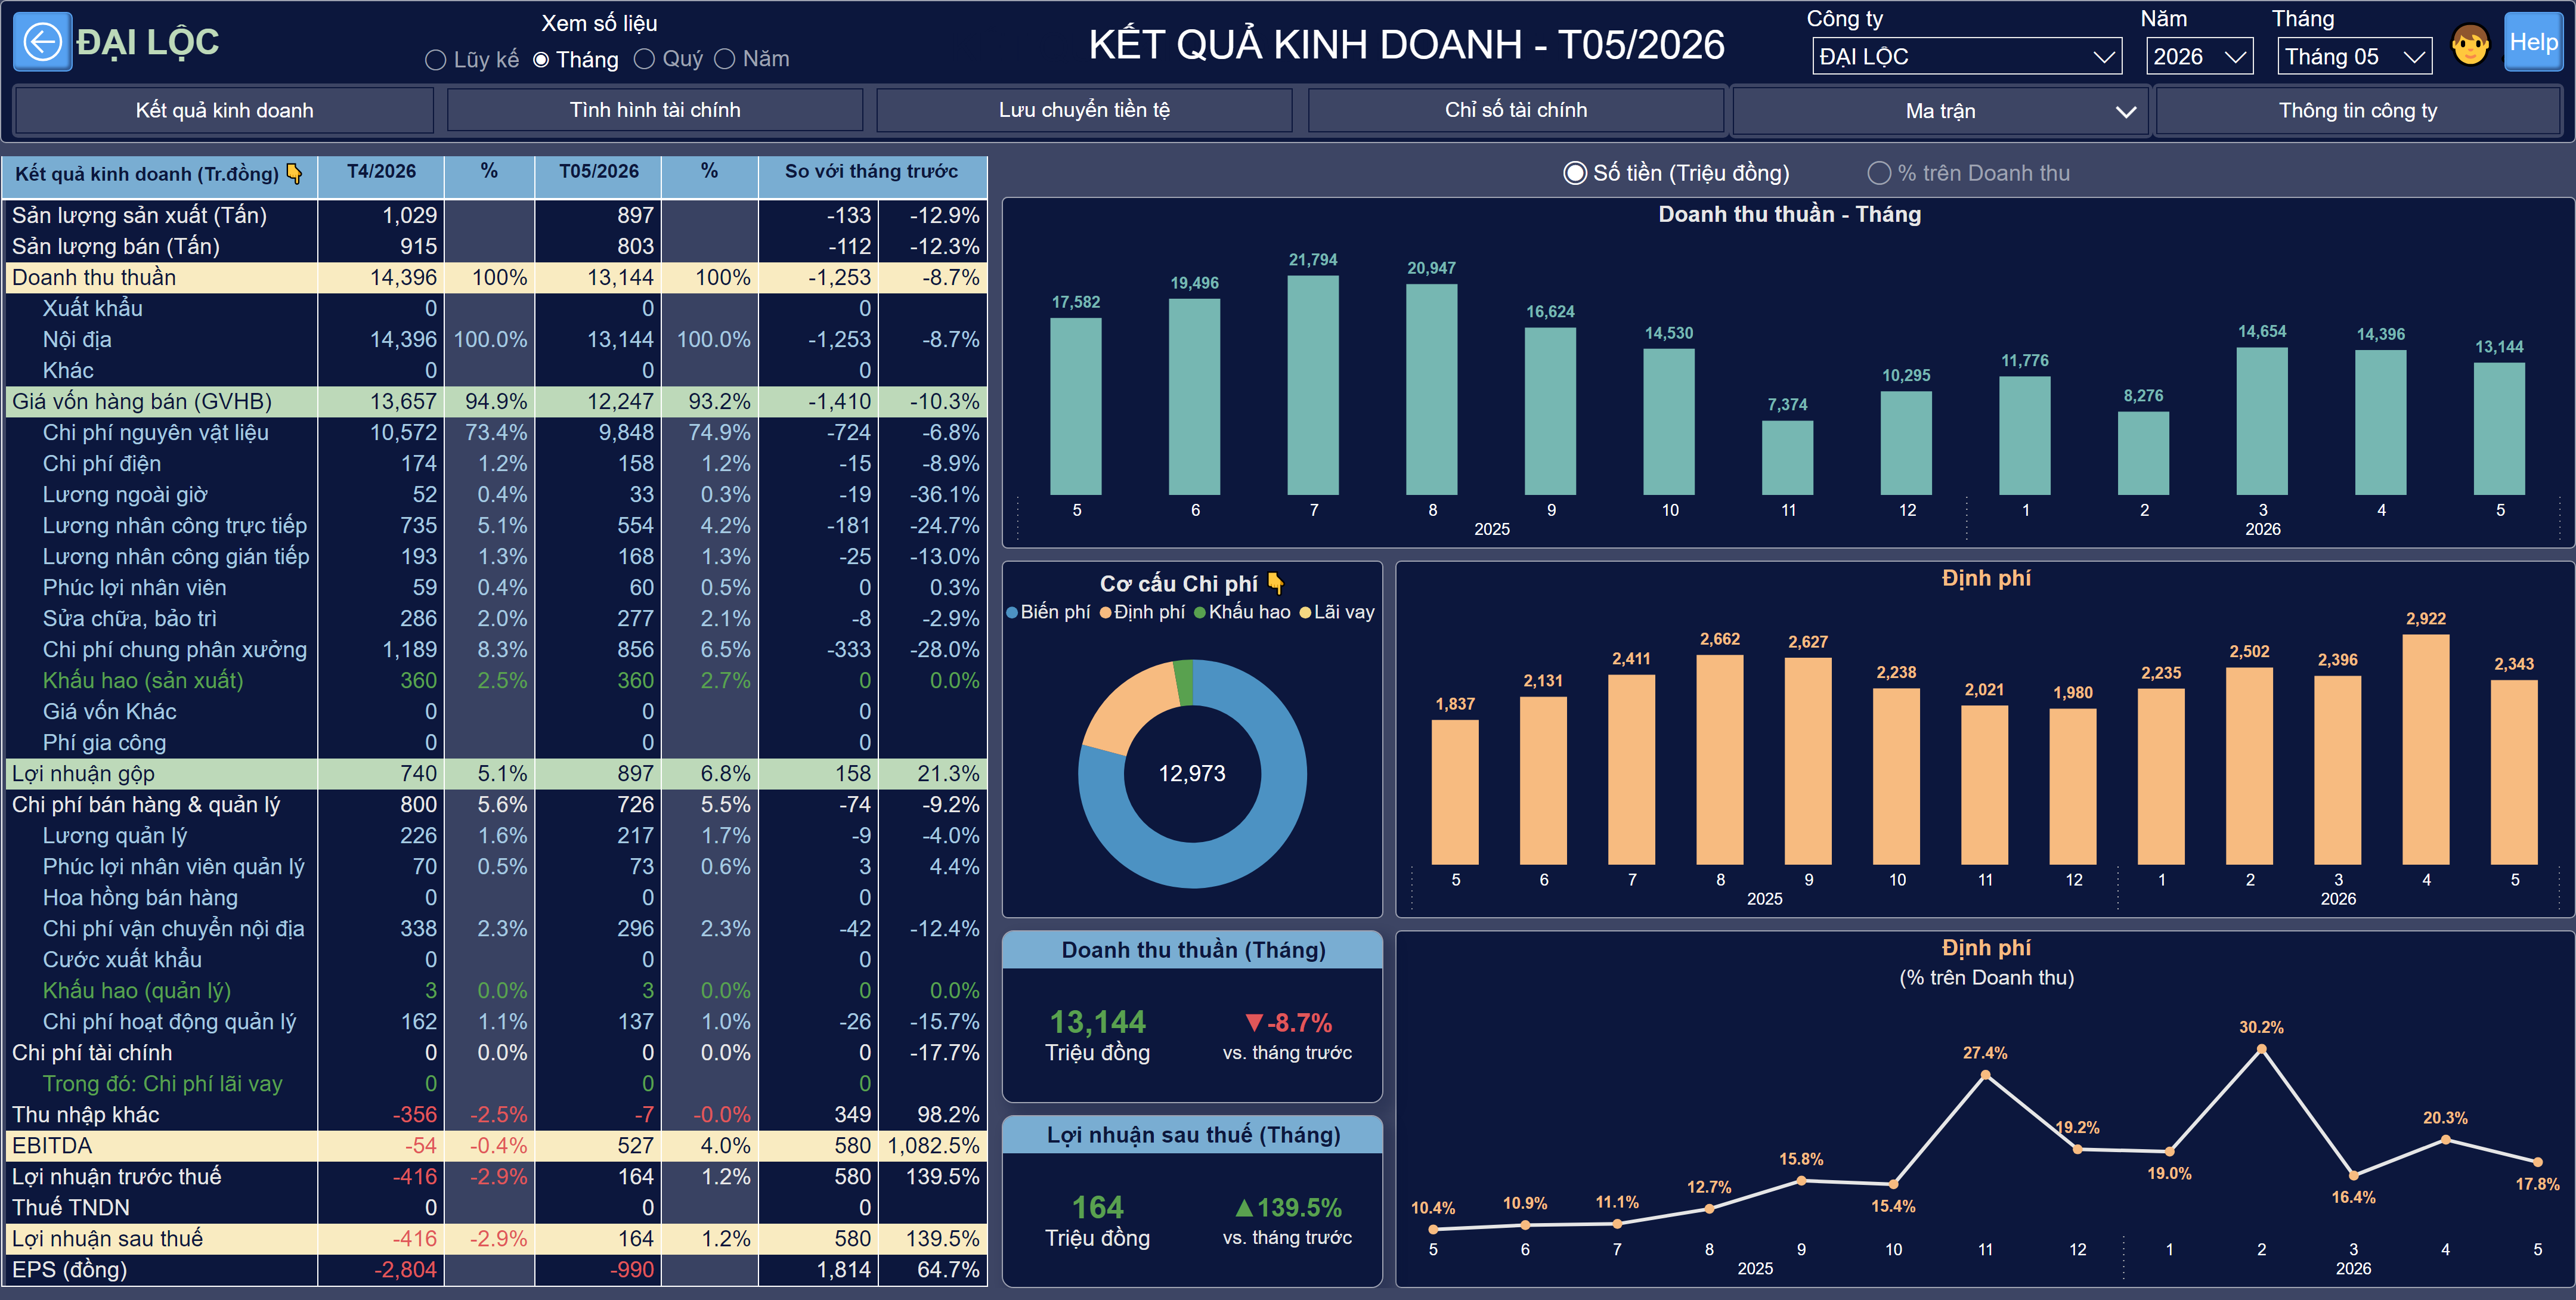 ĐẠI LỘC
Xem số liệu
Lũy kế Tháng Quý Năm
KẾT QUẢ KINH DOANH - T05/2026
Công ty Năm Tháng
ĐẠI LỘC 2026 Tháng 05 Help
Kết quả kinh doanh Tình hình tài chính Lưu chuyển tiền tệ Chỉ số tài chính Ma trận Thông tin công ty
Kết quả kinh doanh (Tr.đồng) T4/2026 % T05/2026 % So với tháng trước
Sản lượng sản xuất (Tấn) 1,029 897 -133 -12.9%
Sản lượng bán (Tấn) 915 803 -112 -12.3%
Doanh thu thuần 14,396 100% 13,144 100% -1,253 -8.7%
Xuất khẩu 0 0 0
Nội địa 14,396 100.0% 13,144 100.0% -1,253 -8.7%
Khác 0 0 0
Giá vốn hàng bán (GVHB) 13,657 94.9% 12,247 93.2% -1,410 -10.3%
Chi phí nguyên vật liệu 10,572 73.4% 9,848 74.9% -724 -6.8%
Chi phí điện 174 1.2% 158 1.2% -15 -8.9%
Lương ngoài giờ 52 0.4% 33 0.3% -19 -36.1%
Lương nhân công trực tiếp 735 5.1% 554 4.2% -181 -24.7%
Lương nhân công gián tiếp 193 1.3% 168 1.3% -25 -13.0%
Phúc lợi nhân viên 59 0.4% 60 0.5% 0 0.3%
Sửa chữa, bảo trì 286 2.0% 277 2.1% -8 -2.9%
Chi phí chung phân xưởng 1,189 8.3% 856 6.5% -333 -28.0%
Khấu hao (sản xuất) 360 2.5% 360 2.7% 0 0.0%
Giá vốn Khác 0 0 0
Phí gia công 0 0 0
Lợi nhuận gộp 740 5.1% 897 6.8% 158 21.3%
Chi phí bán hàng & quản lý 800 5.6% 726 5.5% -74 -9.2%
Lương quản lý 226 1.6% 217 1.7% -9 -4.0%
Phúc lợi nhân viên quản lý 70 0.5% 73 0.6% 3 4.4%
Hoa hồng bán hàng 0 0 0
Chi phí vận chuyển nội địa 338 2.3% 296 2.3% -42 -12.4%
Cước xuất khẩu 0 0 0
Khấu hao (quản lý) 3 0.0% 3 0.0% 0 0.0%
Chi phí hoạt động quản lý 162 1.1% 137 1.0% -26 -15.7%
Chi phí tài chính 0 0.0% 0 0.0% 0 -17.7%
Trong đó: Chi phí lãi vay 0 0 0
Thu nhập khác -356 -2.5% -7 -0.0% 349 98.2%
EBITDA -54 -0.4% 527 4.0% 580 1,082.5%
Lợi nhuận trước thuế -416 -2.9% 164 1.2% 580 139.5%
Thuế TNDN 0 0 0
Lợi nhuận sau thuế -416 -2.9% 164 1.2% 580 139.5%
EPS (đồng) -2,804 -990 1,814 64.7%
Số tiền (Triệu đồng) % trên Doanh thu
Doanh thu thuần - Tháng
17,582 19,496 21,794 20,947 16,624 14,530 7,374 10,295 11,776 8,276 14,654 14,396 13,144
5 6 7 8 9 10 11 12 1 2 3 4 5
2025 2026
Cơ cấu Chi phí
Biến phí Định phí Khấu hao Lãi vay
12,973
Định phí
1,837 2,131 2,411 2,662 2,627 2,238 2,021 1,980 2,235 2,502 2,396 2,922 2,343
5 6 7 8 9 10 11 12 1 2 3 4 5
2025 2026
Doanh thu thuần (Tháng)
13,144 ▼-8.7%
Triệu đồng vs. tháng trước
Lợi nhuận sau thuế (Tháng)
164 ▲139.5%
Triệu đồng vs. tháng trước
Định phí
(% trên Doanh thu)
10.4% 10.9% 11.1% 12.7% 15.8% 15.4% 27.4% 19.2% 19.0% 30.2% 16.4% 20.3% 17.8%
5 6 7 8 9 10 11 12 1 2 3 4 5
2025 2026